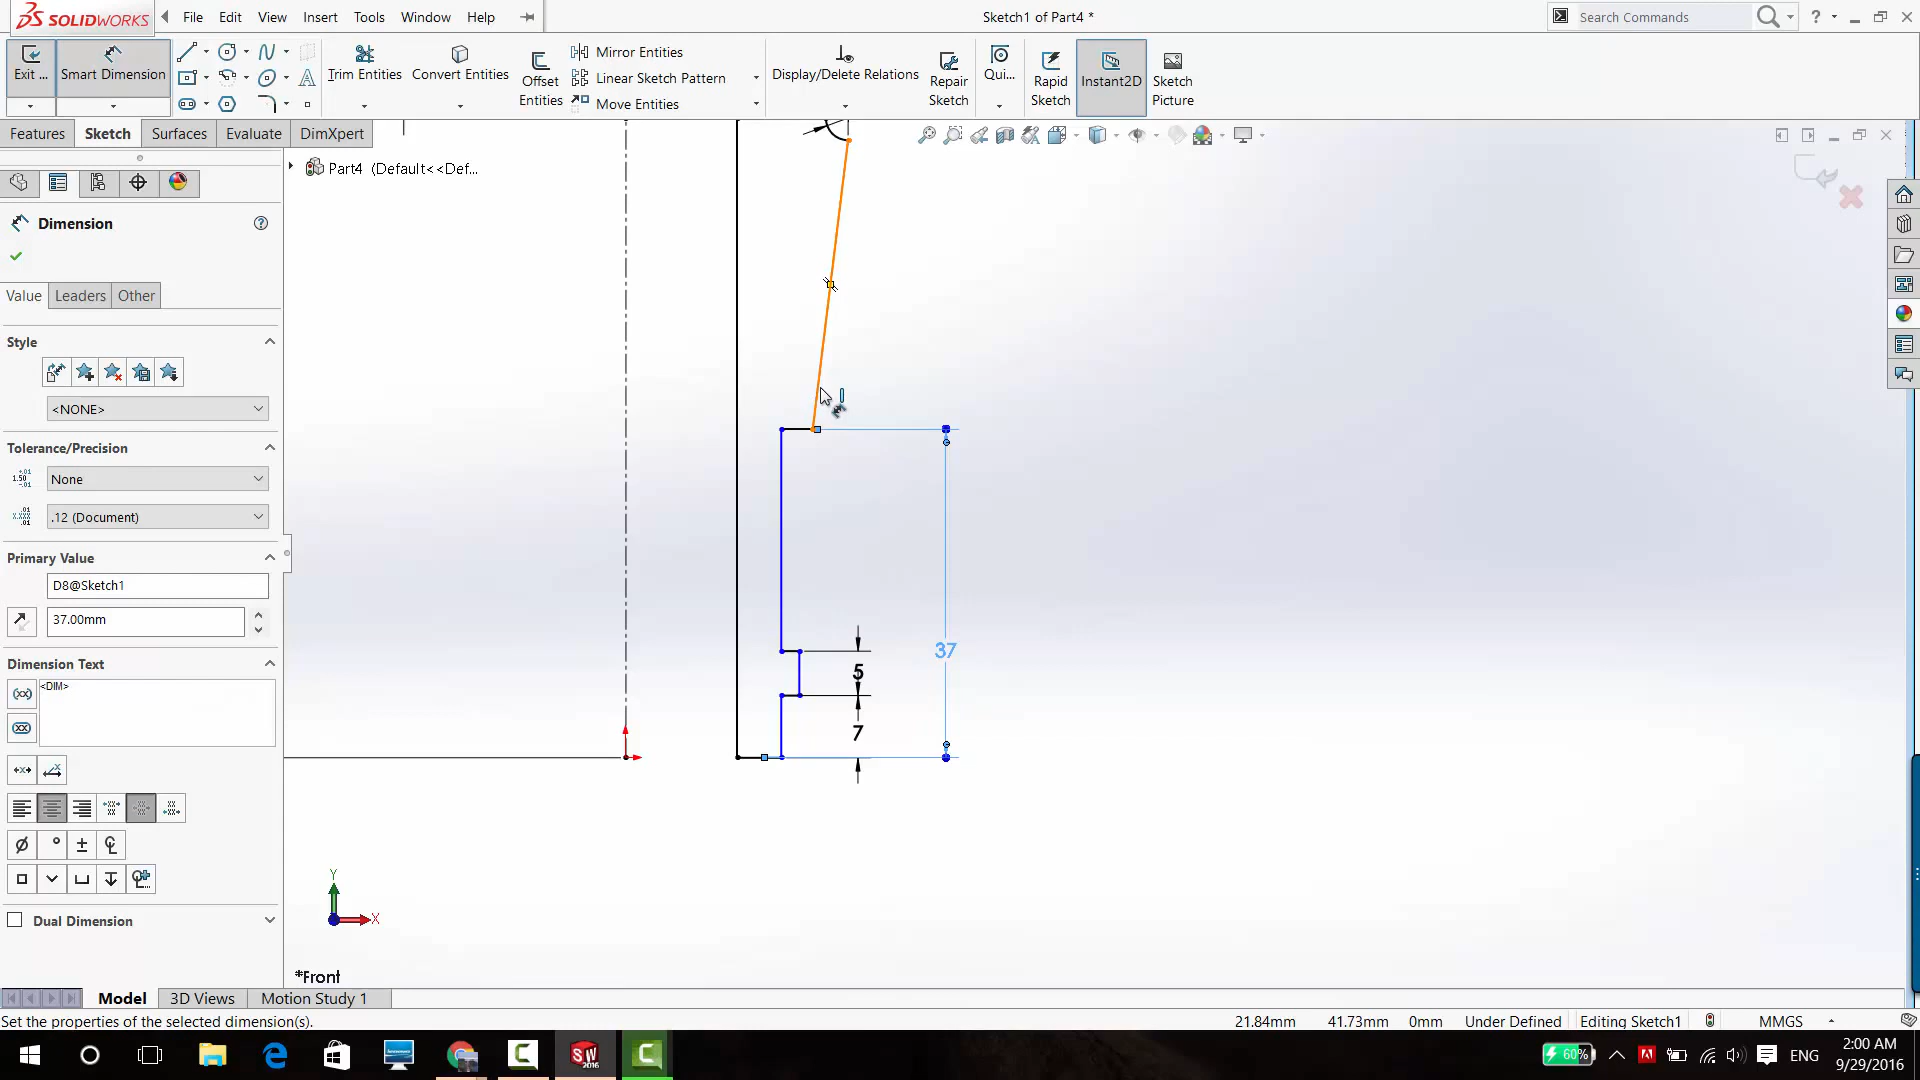 SOLIDWORKS File Edit View Insert Tools Window Help Sketch1 of Part4 * Search Commands ?
Exit ... Smart Dimension Trim Entities Convert Entities Offset Entities Mirror Entities Linear Sketch Pattern Move Entities Display/Delete Relations Repair Sketch Qui... Rapid Sketch Instant2D Sketch Picture
Features Sketch Surfaces Evaluate DimXpert
Part4 (Default<<Def...
Dimension
Value Leaders Other
Style
<NONE>
Tolerance/Precision
None
.12 (Document)
Primary Value
D8@Sketch1
37.00mm
Dimension Text
<DIM>
Dual Dimension
37
5
7
Y
X
*Front
Model 3D Views Motion Study 1
Set the properties of the selected dimension(s). 21.84mm 41.73mm 0mm Under Defined Editing Sketch1 MMGS
60% ENG 2:00 AM
9/29/2016